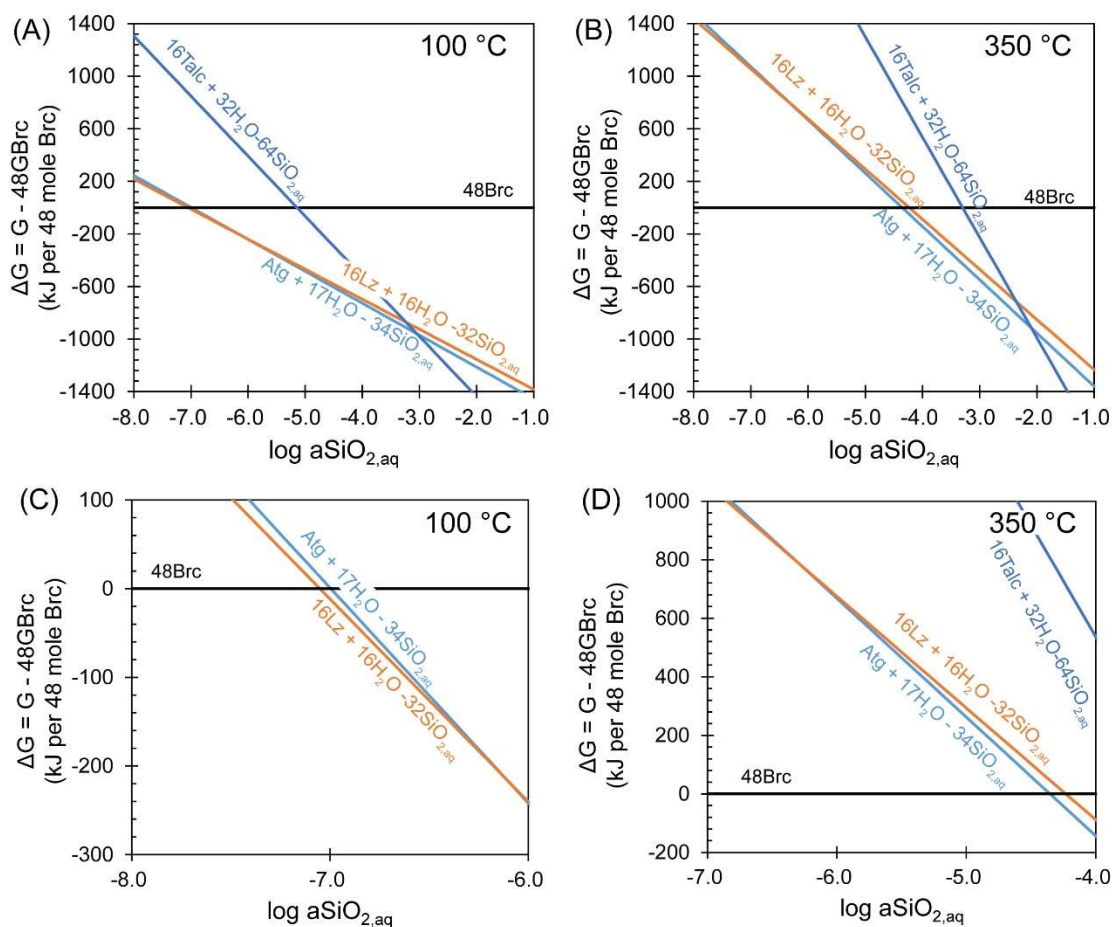 (A)
100 °C
ΔG = G - 48GBrc
(kJ per 48 mole Brc)
1400
1000
600
200
-200
-600
-1000
-1400
16Talc + 32H₂O-64SiO₂,aq
48Brc
16Lz + 16H₂O -32SiO₂,aq
Atg + 17H₂O - 34SiO₂,aq
-8.0 -7.0 -6.0 -5.0 -4.0 -3.0 -2.0 -1.0
log aSiO₂,aq
(B)
350 °C
ΔG = G - 48GBrc
(kJ per 48 mole Brc)
1400
1000
600
200
-200
-600
-1000
-1400
16Talc + 32H₂O-64SiO₂,aq
16Lz + 16H₂O -32SiO₂,aq
48Brc
Atg + 17H₂O - 34SiO₂,aq
-8.0 -7.0 -6.0 -5.0 -4.0 -3.0 -2.0 -1.0
log aSiO₂,aq
(C)
100 °C
ΔG = G - 48GBrc
(kJ per 48 mole Brc)
100
0
-100
-200
-300
48Brc
Atg + 17H₂O - 34SiO₂,aq
16Lz + 16H₂O -32SiO₂,aq
-8.0 -7.0 -6.0
log aSiO₂,aq
(D)
350 °C
ΔG = G - 48GBrc
(kJ per 48 mole Brc)
1000
800
600
400
200
0
-200
16Talc + 32H₂O-64SiO₂,aq
16Lz + 16H₂O -32SiO₂,aq
Atg + 17H₂O - 34SiO₂,aq
48Brc
-7.0 -6.0 -5.0 -4.0
log aSiO₂,aq